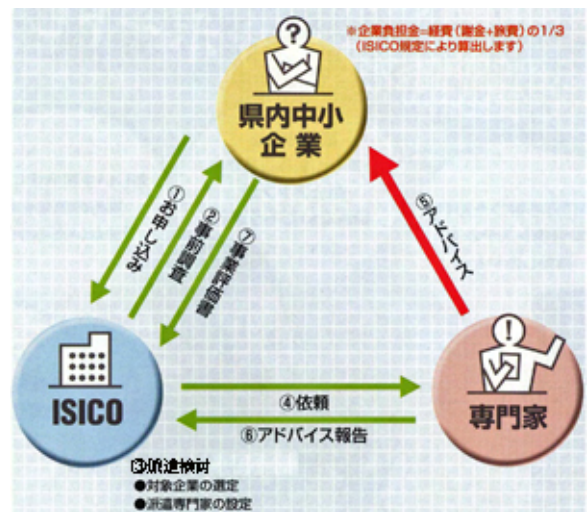 ※企業負担金=経費(謝金+旅費)の1/3
(ISICO規定により算出します)
?
県内中小
企業
①お申し込み
②事前調査
⑦事業評価書
⑤アドバイス
ISICO
!
専門家
④依頼
⑥アドバイス報告
③派遣検討
●対象企業の選定
●派遣専門家の設定